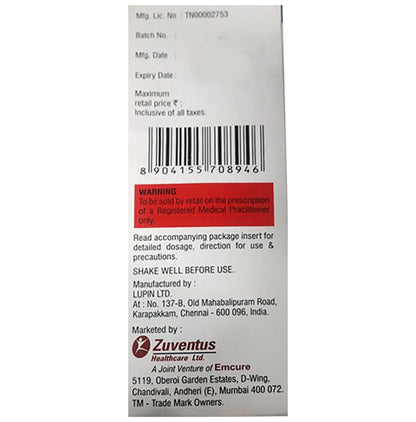 Mfg. Lic. No. : TN00002753
Batch No. :
Mfg. Date :
Expiry Date :
Maximum
retail price ₹ :
Inclusive of all taxes.
8 904155 708946
WARNING
To be sold by retail on the prescription
of a Registered Medical Practitioner
only.
Read accompanying package insert for
detailed dosage, direction for use &
precautions.
SHAKE WELL BEFORE USE.
Manufactured by :
LUPIN LTD.
At : No. 137-B, Old Mahabalipuram Road,
Karapakkam, Chennai - 600 096, India.
Marketed by :
Zuventus
Healthcare Ltd.
A Joint Venture of Emcure
5119, Oberoi Garden Estates, D-Wing,
Chandivali, Andheri (E), Mumbai 400 072.
TM - Trade Mark Owners.